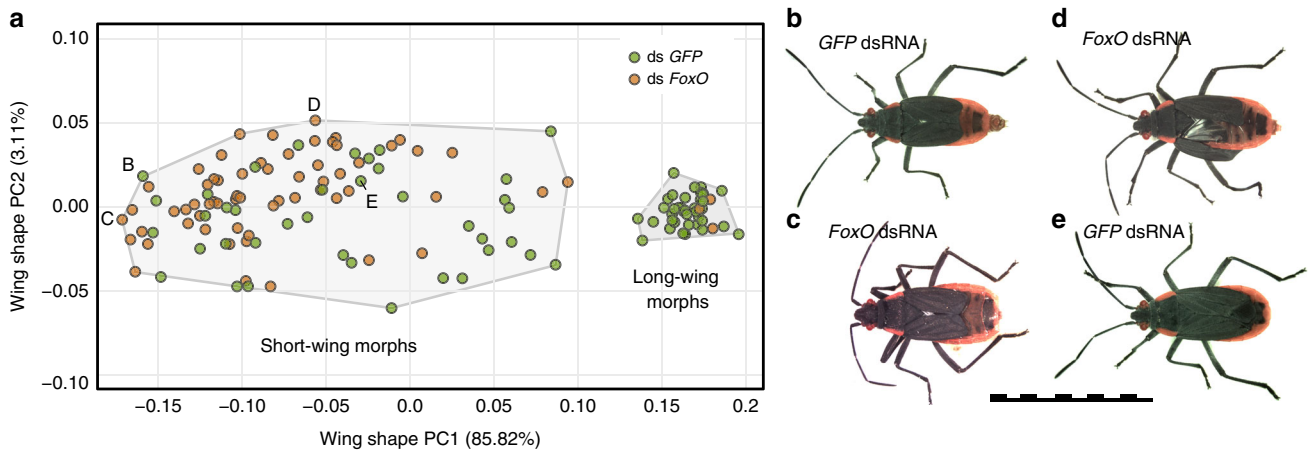 a
0.10
0.05
0.00
−0.05
−0.10
Wing shape PC2 (3.11%)
ds GFP
ds FoxO
D
B
C
E
Short-wing morphs
Long-wing
morphs
−0.15
−0.10
−0.05
0.0
0.05
0.10
0.15
0.2
Wing shape PC1 (85.82%)
b
GFP dsRNA
d
FoxO dsRNA
c
FoxO dsRNA
e
GFP dsRNA